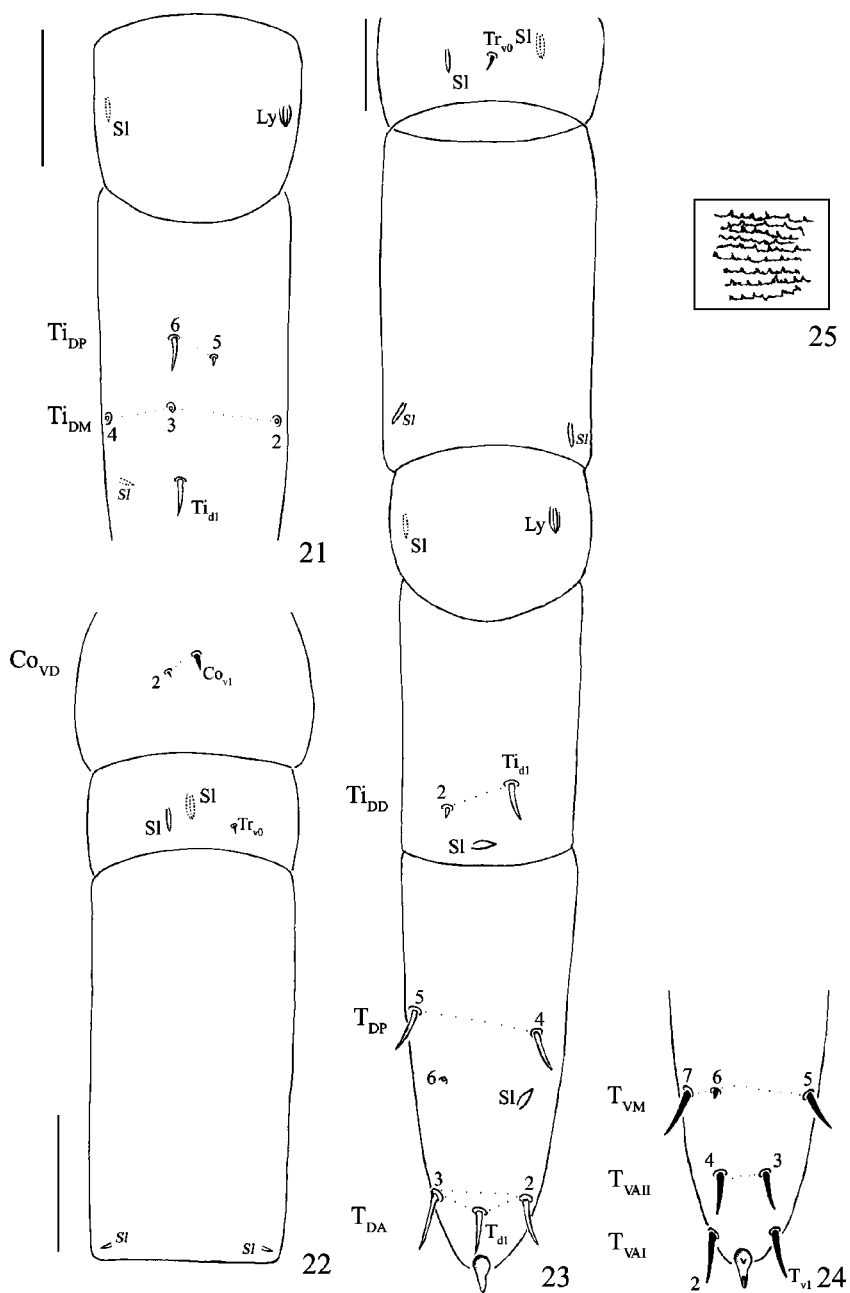 Sl
Ly
Ti DP
6
5
Ti DM
4
3
2
Sl
Ti d1
21
Co VD
2
Co v1
Sl
Sl
Tr v0
Sl
Sl
22
Tr v0
Sl
Sl
Sl
Sl
Sl
Ly
Ti DD
2
Ti d1
Sl
T DP
5
4
6
Sl
T DA
3
2
T d1
23
25
T VM
7
6
5
T VAII
4
3
T VAI
2
T v1
24